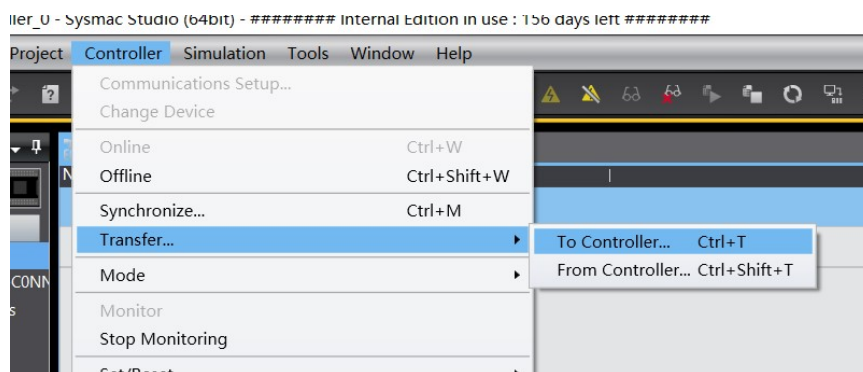 ller_0 - Sysmac Studio (64bit) - ######## Internal Edition in use : 156 days left ########
Project Controller Simulation Tools Window Help
Communications Setup...
Change Device
Online Ctrl+W
Offline Ctrl+Shift+W
Synchronize... Ctrl+M
Transfer...
To Controller... Ctrl+T
From Controller... Ctrl+Shift+T
Mode
Monitor
Stop Monitoring
Set/Reset
CONN
s